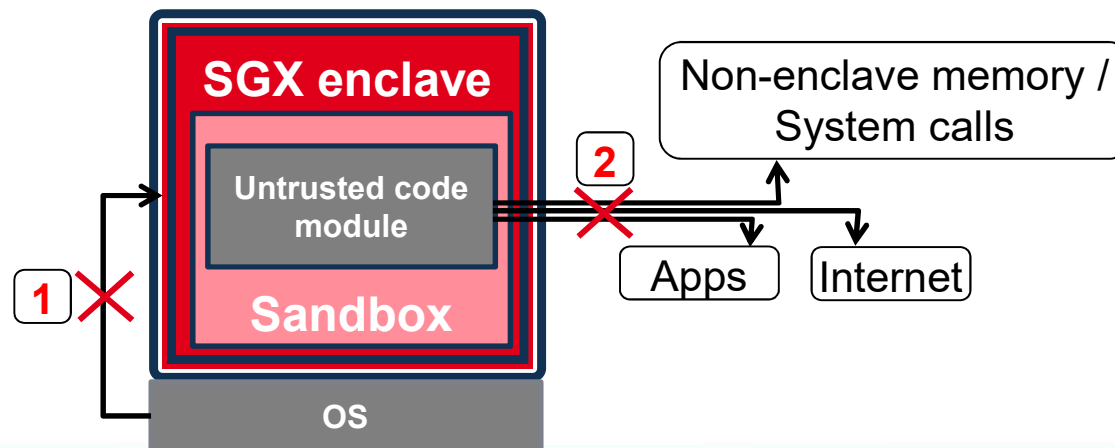 SGX enclave
Untrusted code
module
Sandbox
OS
1
2
Non-enclave memory /
System calls
Apps
Internet